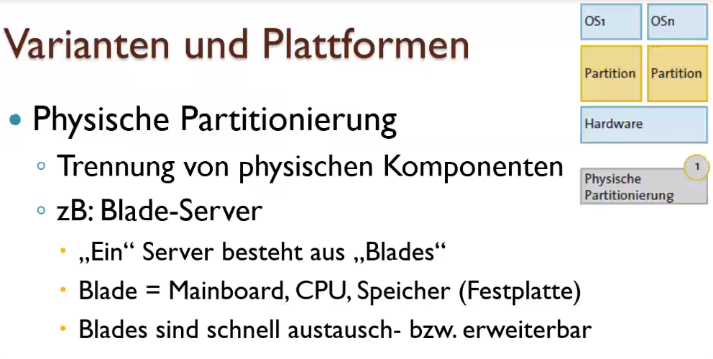 Varianten und Plattformen
• Physische Partitionierung
◦ Trennung von physischen Komponenten
◦ zB: Blade-Server
• „Ein“ Server besteht aus „Blades“
• Blade = Mainboard, CPU, Speicher (Festplatte)
• Blades sind schnell austausch- bzw. erweiterbar
OS1 OSn
Partition Partition
Hardware
1
Physische
Partitionierung